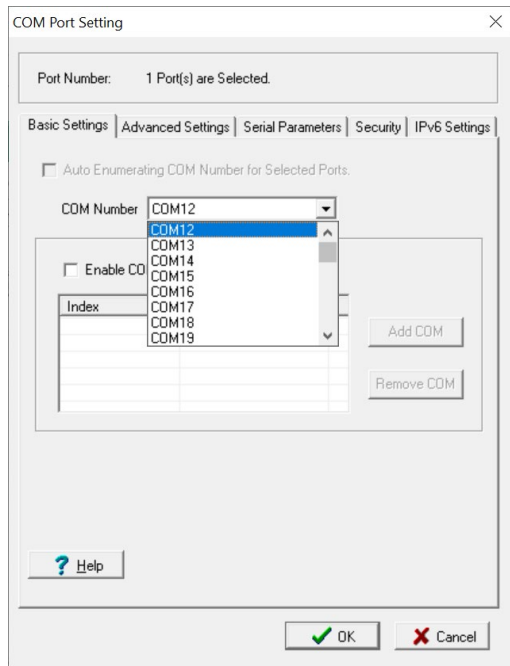 COM Port Setting
Port Number: 1 Port(s) are Selected.
Basic Settings Advanced Settings Serial Parameters Security IPv6 Settings
Auto Enumerating COM Number for Selected Ports.
COM Number COM12
COM12
COM13
COM14
Enable CO COM15
COM16
Index COM17
COM18
COM19
Add COM
Remove COM
? Help
OK Cancel